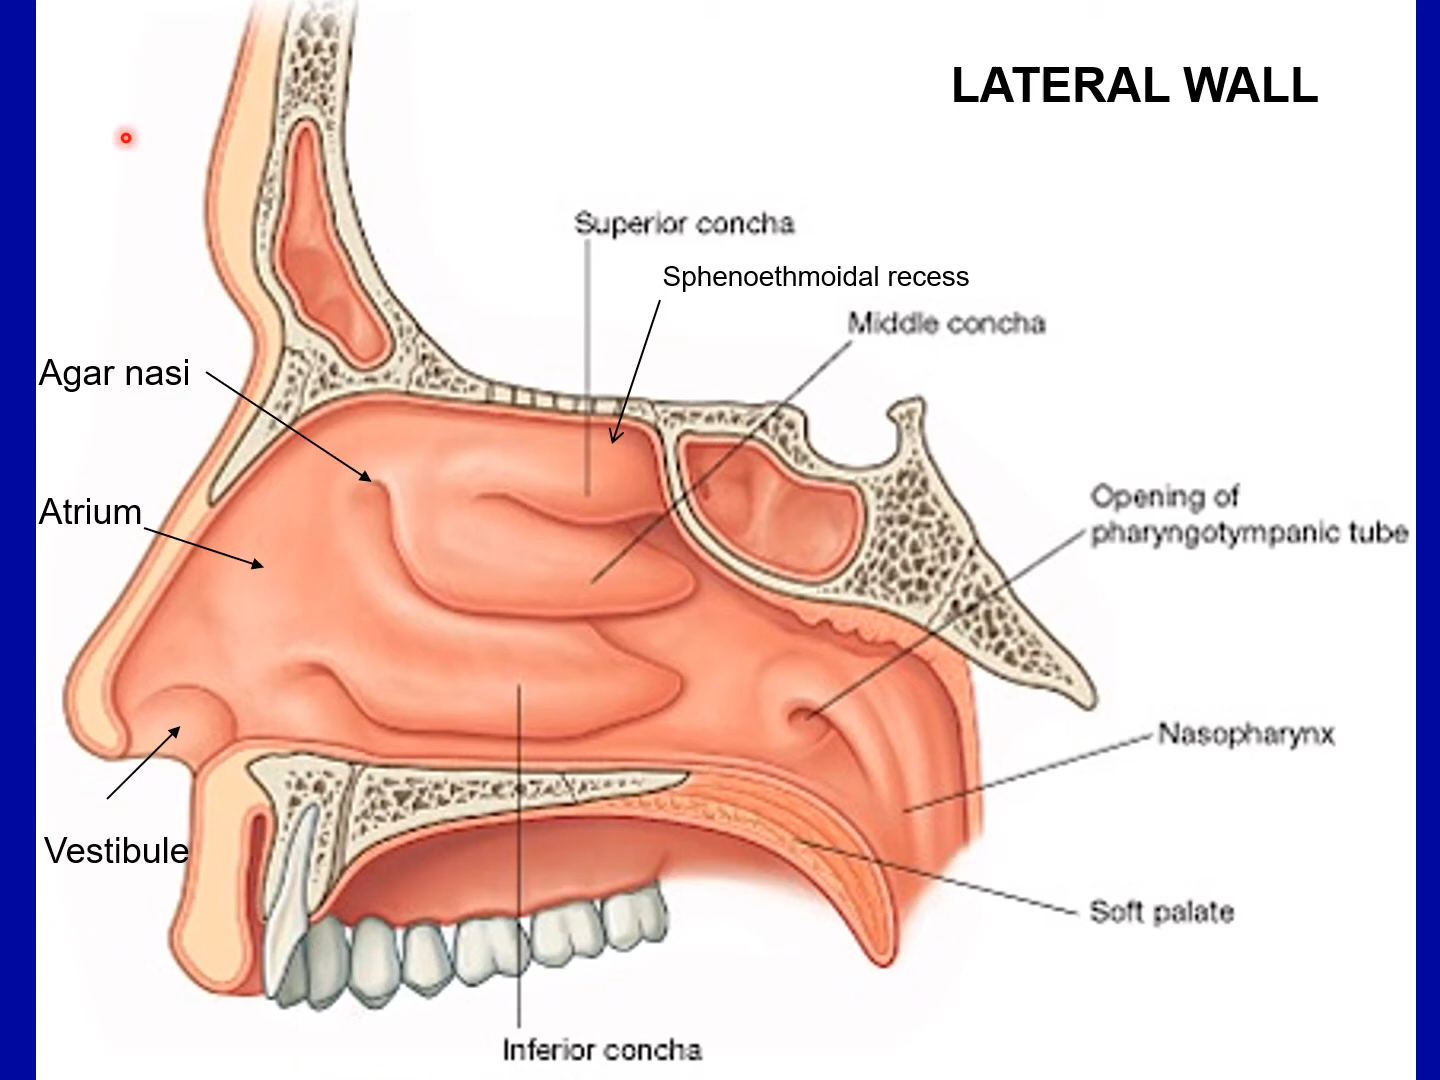 LATERAL WALL
Superior concha
Sphenoethmoidal recess
Middle concha
Agar nasi
Atrium
Opening of
pharyngotympanic tube
Nasopharynx
Vestibule
Soft palate
Inferior concha